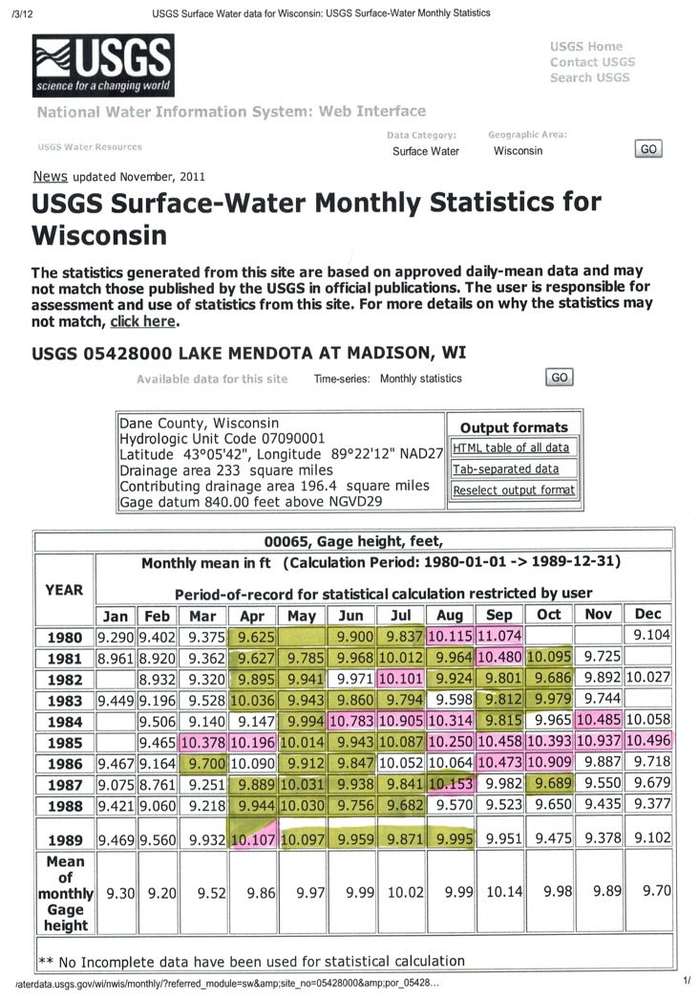 /3/12 USGS Surface Water data for Wisconsin: USGS Surface-Water Monthly Statistics
USGS
science for a changing world
USGS Home
Contact USGS
Search USGS
National Water Information System: Web Interface
Data Category: Geographic Area:
USGS Water Resources Surface Water Wisconsin GO
News updated November, 2011
USGS Surface-Water Monthly Statistics for
Wisconsin
The statistics generated from this site are based on approved daily-mean data and may
not match those published by the USGS in official publications. The user is responsible for
assessment and use of statistics from this site. For more details on why the statistics may
not match, click here.
USGS 05428000 LAKE MENDOTA AT MADISON, WI
Available data for this site Time-series: Monthly statistics GO
Dane County, Wisconsin
Hydrologic Unit Code 07090001
Latitude 43°05'42", Longitude 89°22'12" NAD27
Drainage area 233 square miles
Contributing drainage area 196.4 square miles
Gage datum 840.00 feet above NGVD29
Output formats
HTML table of all data
Tab-separated data
Reselect output format
00065, Gage height, feet,
Monthly mean in ft (Calculation Period: 1980-01-01 -> 1989-12-31)
YEAR
Period-of-record for statistical calculation restricted by user
Jan Feb Mar Apr May Jun Jul Aug Sep Oct Nov Dec
1980 9.290 9.402 9.375 9.625 9.900 9.837 10.115 11.074 9.104
1981 8.961 8.920 9.362 9.627 9.785 9.968 10.012 9.964 10.480 10.095 9.725
1982 8.932 9.320 9.895 9.941 9.971 10.101 9.924 9.801 9.686 9.892 10.027
1983 9.449 9.196 9.528 10.036 9.943 9.860 9.794 9.598 9.812 9.979 9.744
1984 9.506 9.140 9.147 9.994 10.783 10.905 10.314 9.815 9.965 10.485 10.058
1985 9.465 10.378 10.196 10.014 9.943 10.087 10.250 10.458 10.393 10.937 10.496
1986 9.467 9.164 9.700 10.090 9.912 9.847 10.052 10.064 10.473 10.909 9.887 9.718
1987 9.075 8.761 9.251 9.889 10.031 9.938 9.841 10.153 9.982 9.689 9.550 9.679
1988 9.421 9.060 9.218 9.944 10.030 9.756 9.682 9.570 9.523 9.650 9.435 9.377
1989 9.469 9.560 9.932 10.107 10.097 9.959 9.871 9.995 9.951 9.475 9.378 9.102
Mean
of
monthly 9.30 9.20 9.52 9.86 9.97 9.99 10.02 9.99 10.14 9.98 9.89 9.70
Gage
height
** No Incomplete data have been used for statistical calculation
/aterdata.usgs.gov/wi/nwis/monthly/?referred_module=sw&amp;site_no=05428000&amp;por_05428... 1/